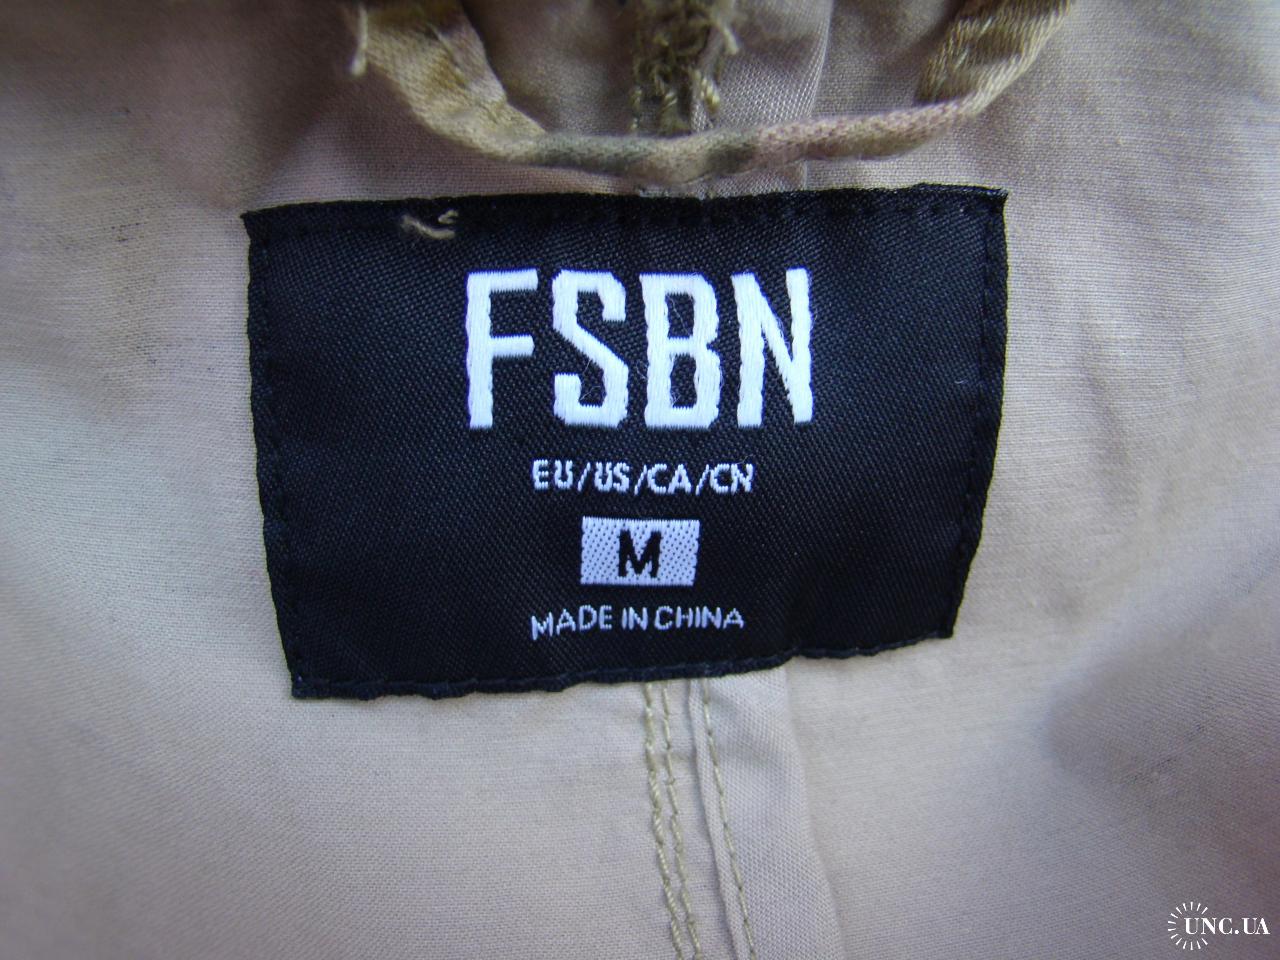 FSBN
EU/US/CA/CN
M
MADE IN CHINA
UNC.UA